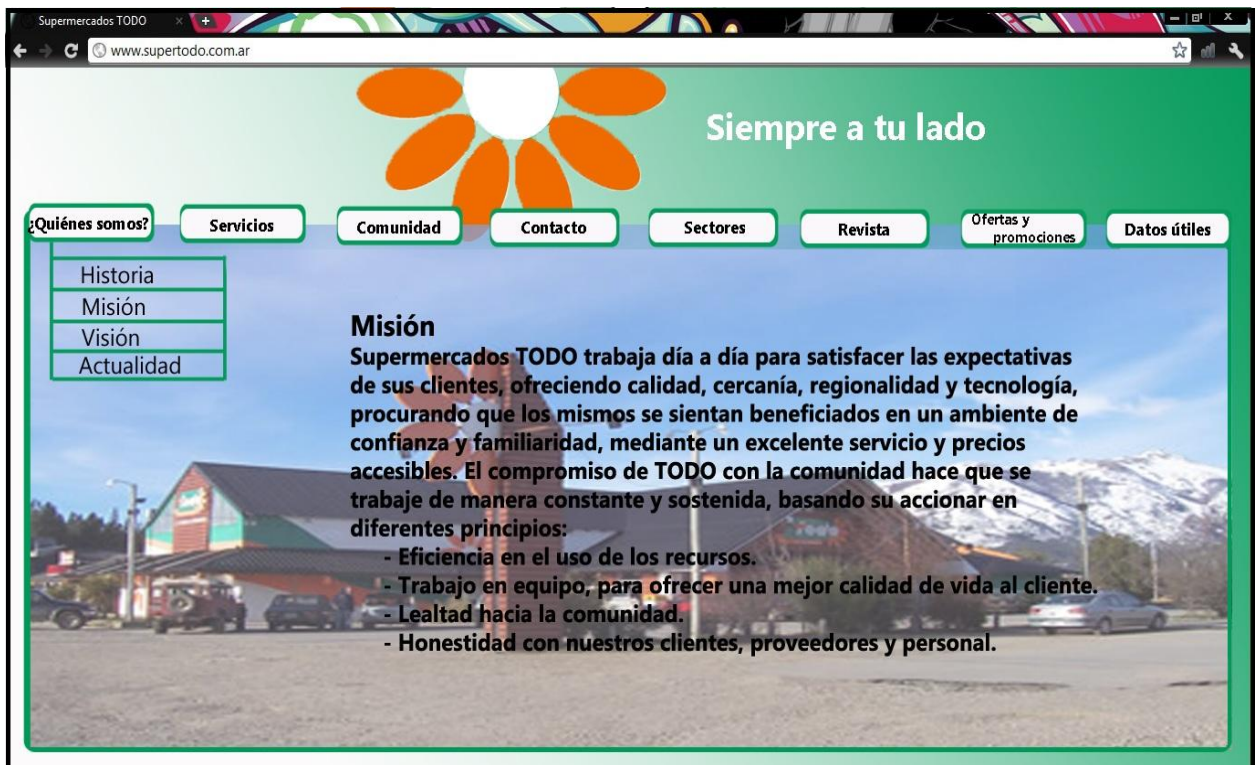 Supermercados TODO
www.supertodo.com.ar
Siempre a tu lado
¿Quiénes somos?
Servicios
Comunidad
Contacto
Sectores
Revista
Ofertas y
promociones
Datos útiles
Historia
Misión
Visión
Actualidad
Misión
Supermercados TODO trabaja día a día para satisfacer las expectativas
de sus clientes, ofreciendo calidad, cercanía, regionalidad y tecnología,
procurando que los mismos se sientan beneficiados en un ambiente de
confianza y familiaridad, mediante un excelente servicio y precios
accesibles. El compromiso de TODO con la comunidad hace que se
trabaje de manera constante y sostenida, basando su accionar en
diferentes principios:
- Eficiencia en el uso de los recursos.
- Trabajo en equipo, para ofrecer una mejor calidad de vida al cliente.
- Lealtad hacia la comunidad.
- Honestidad con nuestros clientes, proveedores y personal.